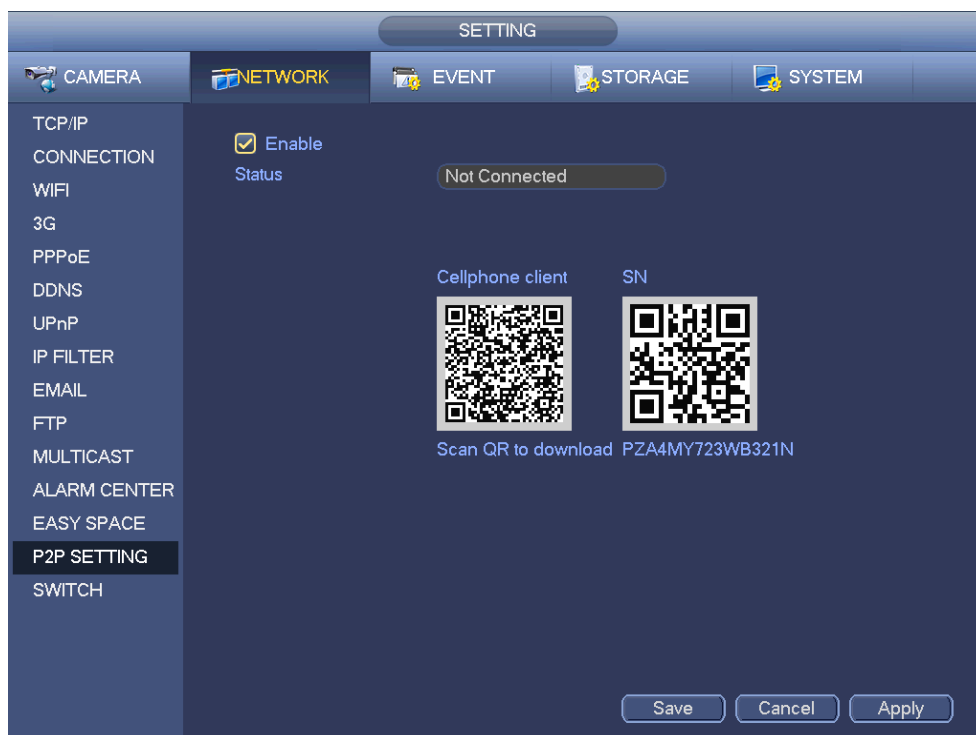 SETTING
CAMERA NETWORK EVENT STORAGE SYSTEM
TCP/IP
CONNECTION
WIFI
3G
PPPoE
DDNS
UPnP
IP FILTER
EMAIL
FTP
MULTICAST
ALARM CENTER
EASY SPACE
P2P SETTING
SWITCH
Enable
Status Not Connected
Cellphone client SN
Scan QR to download PZA4MY723WB321N
Save Cancel Apply